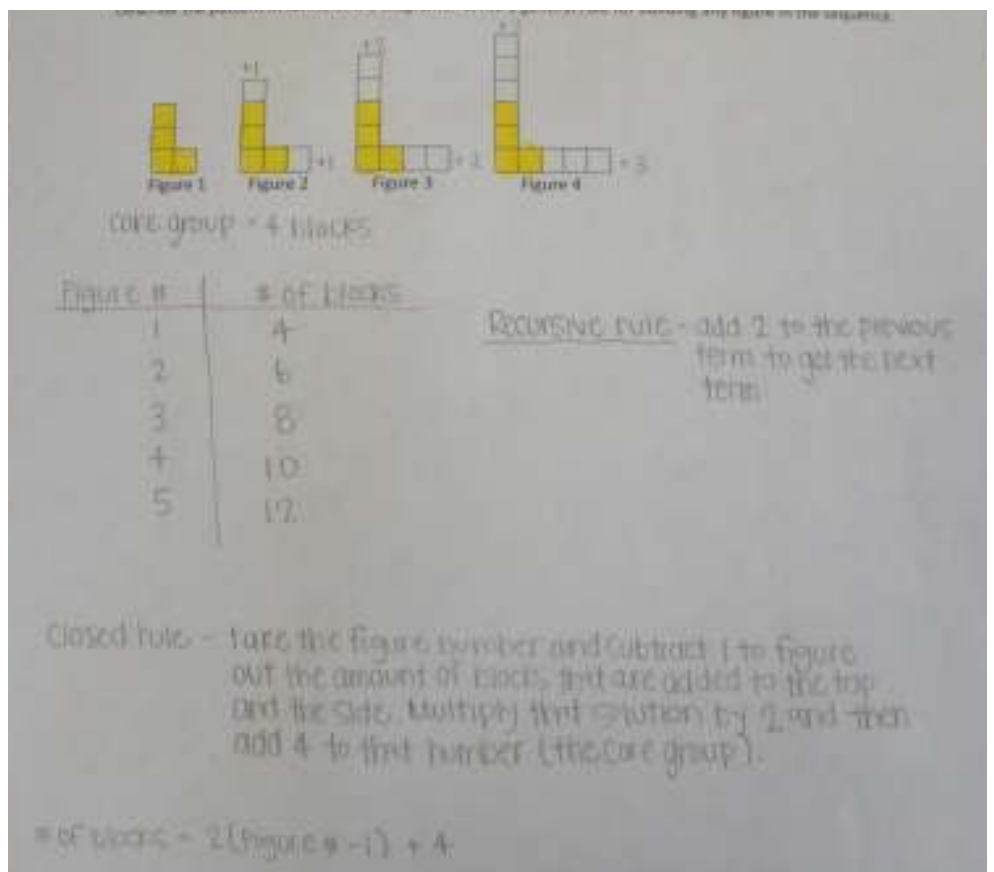 +1
+2
+3
+1
+2
+3
Figure 1 Figure 2 Figure 3 Figure 4
core group = 4 blocks
Figure # # of blocks
1 4
2 6
3 8
4 10
5 12
Recursive rule - add 2 to the previous
term to get the next
term
Closed rule - Take the figure number and subtract 1 to figure
out the amount of blocks that are added to the top
and the side. Multiply that solution by 2 and then
add 4 to that number (the core group).
# of blocks = 2(figure # - 1) + 4